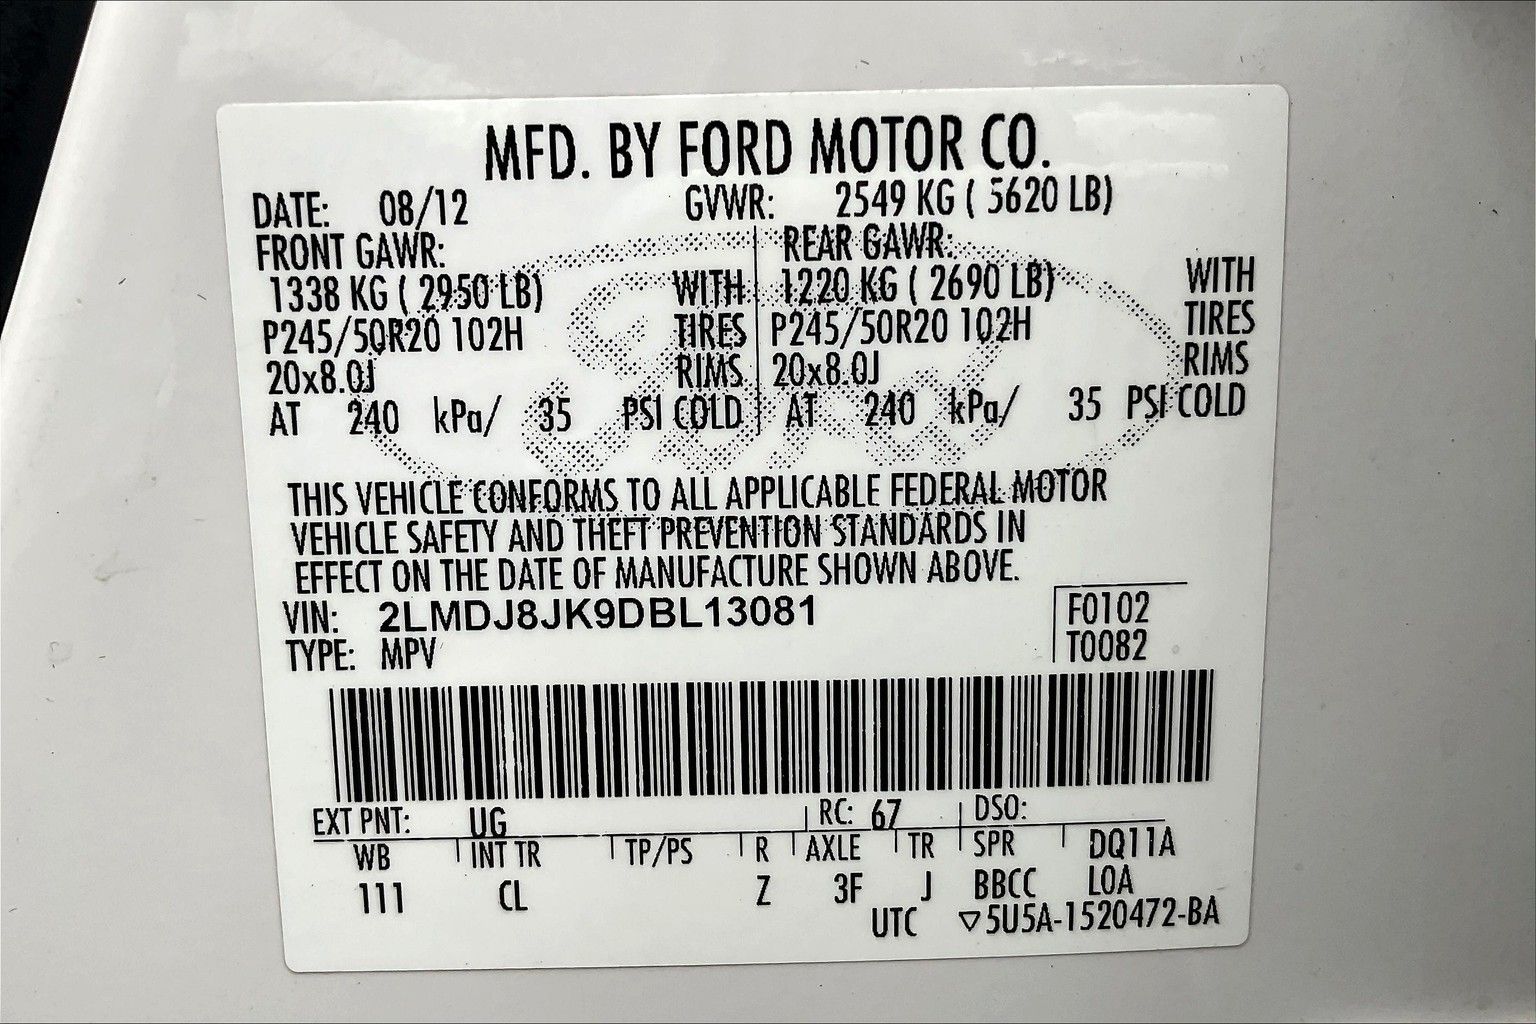 MFD. BY FORD MOTOR CO.
DATE: 08/12 GVWR: 2549 KG ( 5620 LB)
FRONT GAWR: REAR GAWR:
1338 KG ( 2950 LB) WITH 1220 KG ( 2690 LB) WITH
P245/50R20 102H TIRES P245/50R20 102H TIRES
20x8.0J RIMS 20x8.0J RIMS
AT 240 kPa/ 35 PSI COLD AT 240 kPa/ 35 PSI COLD
Ford
THIS VEHICLE CONFORMS TO ALL APPLICABLE FEDERAL MOTOR
VEHICLE SAFETY AND THEFT PREVENTION STANDARDS IN
EFFECT ON THE DATE OF MANUFACTURE SHOWN ABOVE.
VIN: 2LMDJ8JK9DBL13081 F0102
TYPE: MPV T0082
EXT PNT: UG RC: 67 DSO:
WB INT TR TP/PS R AXLE TR SPR DQ11A
111 CL Z 3F J BBCC LOA
UTC ▽5U5A-1520472-BA